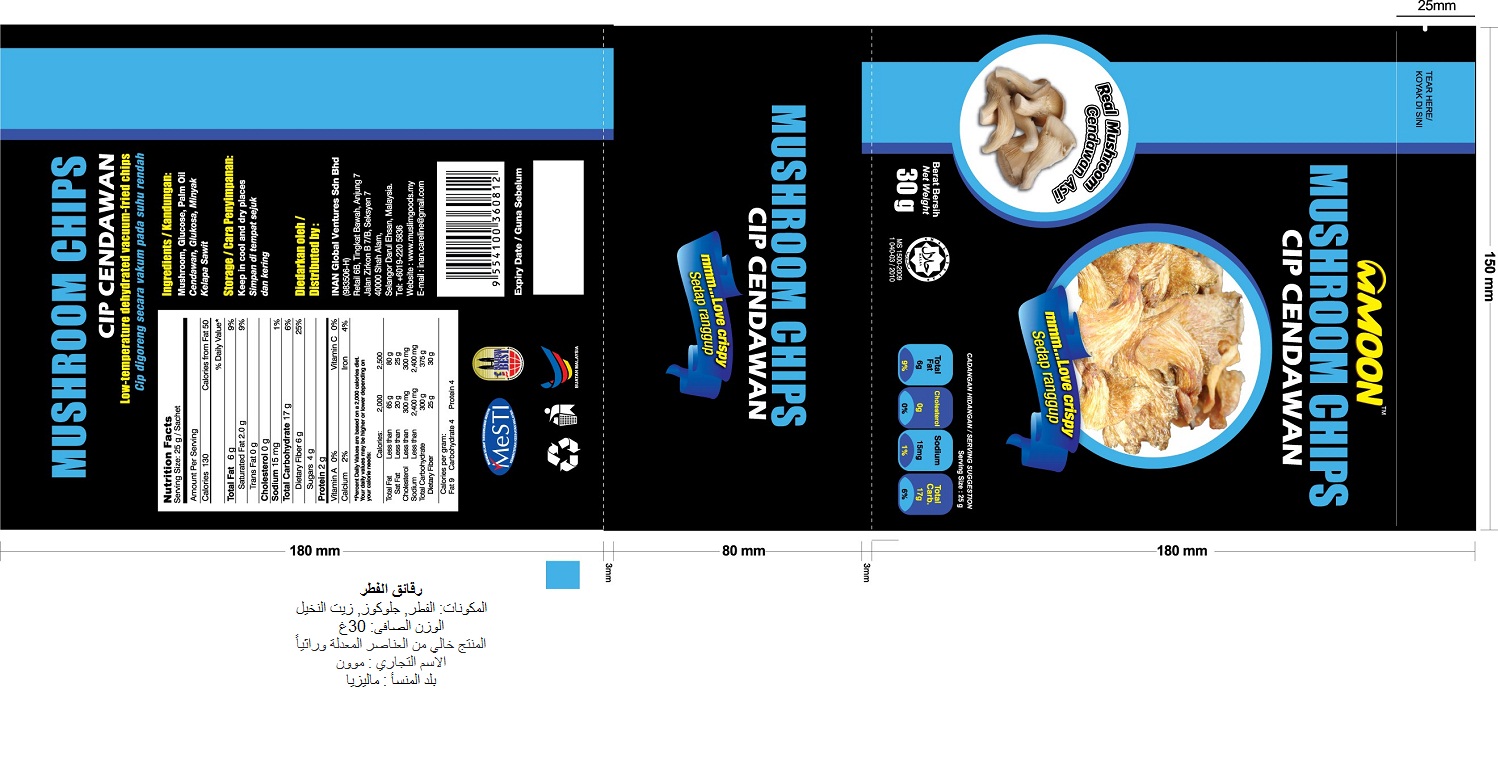 MUSHROOM CHIPS
CIP CENDAWAN
Low-temperature dehydrated vacuum-fried chips
Cip digoreng secara vakum pada suhu rendah
Nutrition Facts
Serving Size: 25 g / Sachet
Amount Per Serving
Calories 130 Calories from Fat 50
% Daily Value*
Total Fat 6 g 9%
Saturated Fat 2.0 g 9%
Trans Fat 0 g
Cholesterol 0 g
Sodium 15 mg 1%
Total Carbohydrate 17 g 6%
Dietary Fiber 6 g 25%
Sugars 4 g
Protein 2 g
Vitamin A 0% Vitamin C 0%
Calcium 2% Iron 4%
*Percent Daily Values are based on a 2,000 calories diet.
Your daily values may be higher or lower depending on
your calorie needs:
Calories: 2,000 2,500
Total Fat Less than 65 g 80 g
Sat Fat Less than 20 g 25 g
Cholesterol Less than 300 mg 300 mg
Sodium Less than 2,400 mg 2,400 mg
Total Carbohydrate 300 g 375 g
Dietary Fiber 25 g 30 g
Calories per gram:
Fat 9 Carbohydrate 4 Protein 4
Ingredients / Kandungan:
Mushroom, Glucose, Palm Oil
Cendawan, Glukosa, Minyak
Kelapa Sawit
Storage / Cara Penyimpanan:
Keep in cool and dry places
Simpan di tempat sejuk
dan kering
Diedarkan oleh /
Distributed by :
INAN Global Ventures Sdn Bhd
(983506-H)
Retail 6B, Tingkat Bawah, Anjung 7
Jalan Zirkon B 7/B, Seksyen 7
40000 Shah Alam,
Selangor Darul Ehsan, Malaysia.
Tel: +6019-220 5836
Website : www.muslimgoods.my
E-mail : inan.careline@gmail.com
9 554100 360812
Expiry Date / Guna Sebelum
MeSTI
MALAYSIA
BEST
BUATAN MALAYSIA
رقائق الفطر
المكونات: الفطر، جلوكوز، زيت النخيل
الوزن الصافي: 30 غ
المنتج خالي من العناصر المعدلة وراثياً
الاسم التجاري : موون
بلد المنشأ : ماليزيا
180 mm
3mm
80 mm
3mm
180 mm
MUSHROOM CHIPS
CIP CENDAWAN
mmm...Love crispy
Sedap ranggup
TEAR HERE/
KOYAK DI SINI
MMOON™
MUSHROOM CHIPS
CIP CENDAWAN
mmm...Love crispy
Sedap ranggup
Real Mushroom
Cendawan Asli
CADANGAN HIDANGAN / SERVING SUGGESTION
Serving Size : 25 g
Total Fat 6g 9%
Cholesterol 0g 0%
Sodium 15mg 1%
Total Carb. 17g 6%
Berat Bersih
Net Weight
30 g
MS 1500-2009
1 040-03 / 2010
25mm
150 mm